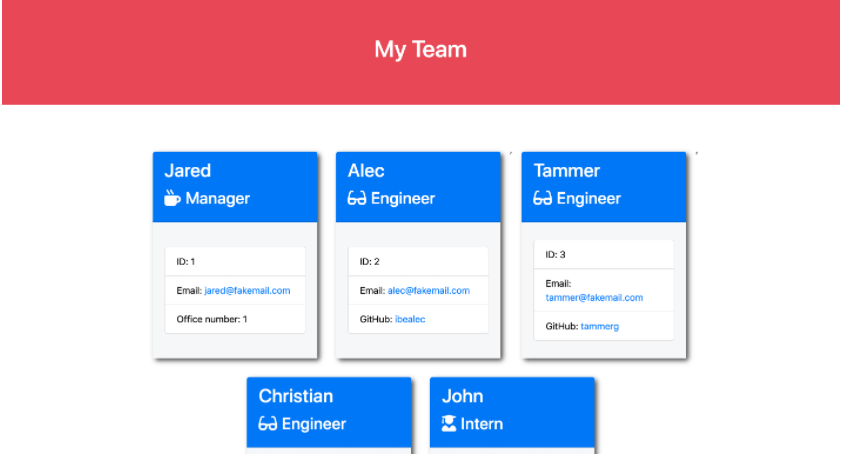 My Team
Jared
Manager
ID: 1
Email: jared@fakemail.com
Office number: 1
,
Alec
Engineer
ID: 2
Email: alec@fakemail.com
GitHub: ibealec
,
Tammer
Engineer
ID: 3
Email:
tammer@fakemail.com
GitHub: tammerg
Christian
Engineer
John
Intern